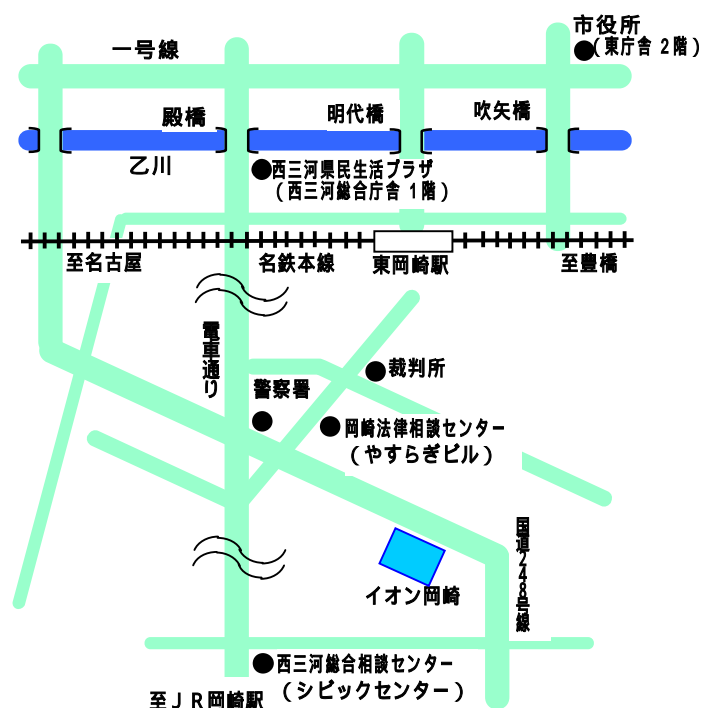 市役所
(東庁舎 2階)
一号線
殿橋
明代橋
吹矢橋
乙川
西三河県民生活プラザ
(西三河総合庁舎 1階)
至名古屋
名鉄本線
東岡崎駅
至豊橋
電車通り
裁判所
警察署
岡崎法律相談センター
(やすらぎビル)
国道248号線
イオン岡崎
西三河総合相談センター
(シビックセンター)
至JR岡崎駅